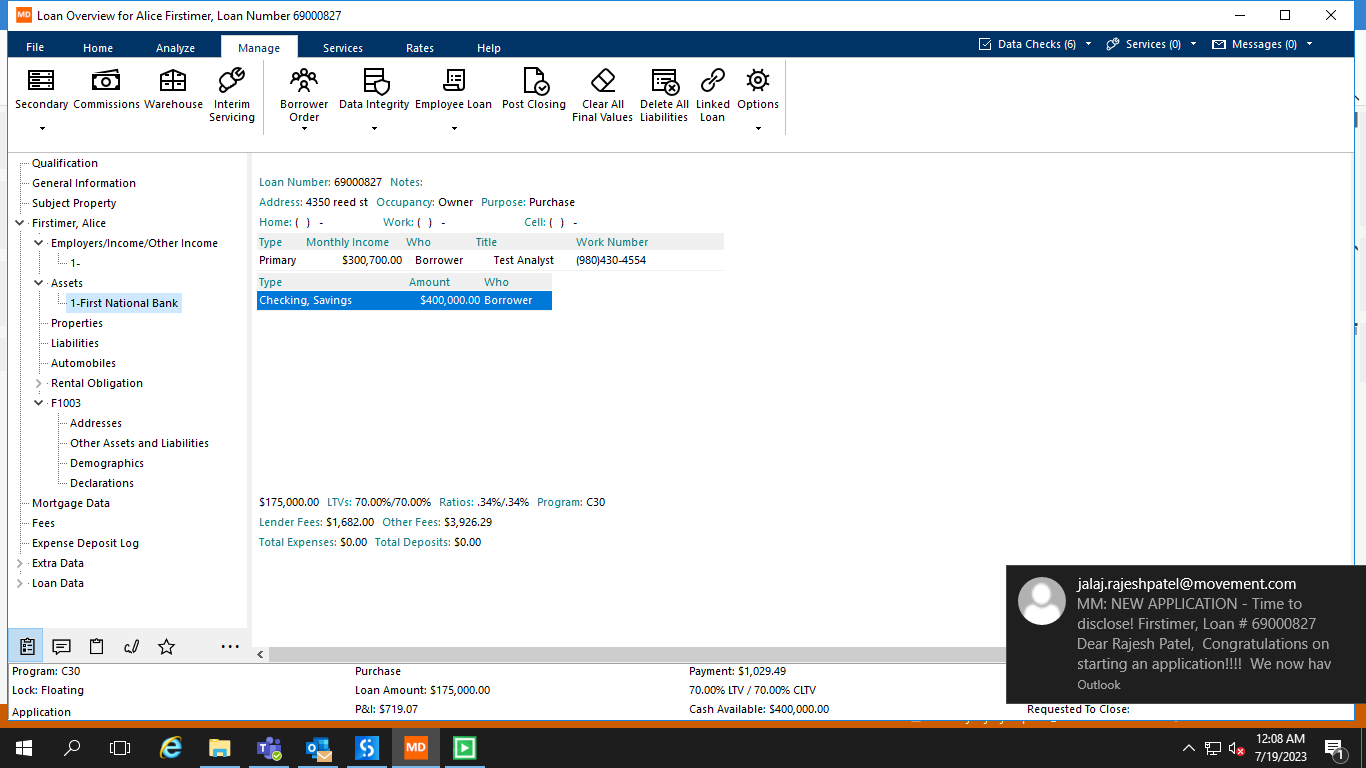 MD Loan Overview for Alice Firstimer, Loan Number 69000827
File Home Analyze Manage Services Rates Help Data Checks (6) Services (0) Messages (0)
Secondary Commissions Warehouse Interim Servicing Borrower Order Data Integrity Employee Loan Post Closing Clear All Final Values Delete All Liabilities Linked Loan Options
Qualification
General Information
Subject Property
Firstimer, Alice
Employers/Income/Other Income
1-
Assets
1-First National Bank
Properties
Liabilities
Automobiles
Rental Obligation
F1003
Addresses
Other Assets and Liabilities
Demographics
Declarations
Mortgage Data
Fees
Expense Deposit Log
Extra Data
Loan Data
Loan Number: 69000827 Notes:
Address: 4350 reed st Occupancy: Owner Purpose: Purchase
Home: ( ) - Work: ( ) - Cell: ( ) -
Type Monthly Income Who Title Work Number
Primary $300,700.00 Borrower Test Analyst (980)430-4554
Type Amount Who
Checking, Savings $400,000.00 Borrower
$175,000.00 LTVs: 70.00%/70.00% Ratios: .34%/.34% Program: C30
Lender Fees: $1,682.00 Other Fees: $3,926.29
Total Expenses: $0.00 Total Deposits: $0.00
jalaj.rajeshpatel@movement.com
MM: NEW APPLICATION - Time to
disclose! Firstimer, Loan # 69000827
Dear Rajesh Patel, Congratulations on
starting an application!!!! We now hav
Outlook
Program: C30 Purchase Payment: $1,029.49
Lock: Floating Loan Amount: $175,000.00 70.00% LTV / 70.00% CLTV
Application P&I: $719.07 Cash Available: $400,000.00 Requested To Close:
MD
12:08 AM
7/19/2023
1